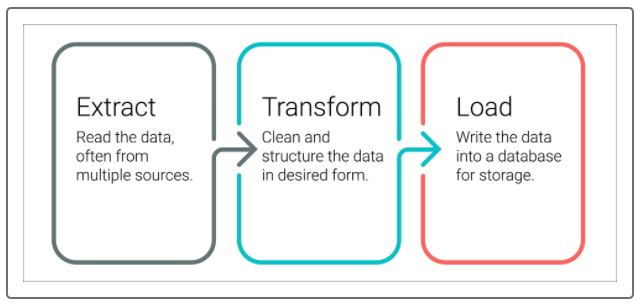 Extract
Read the data,
often from
multiple sources.
Transform
Clean and
structure the data
in desired form.
Load
Write the data
into a database
for storage.